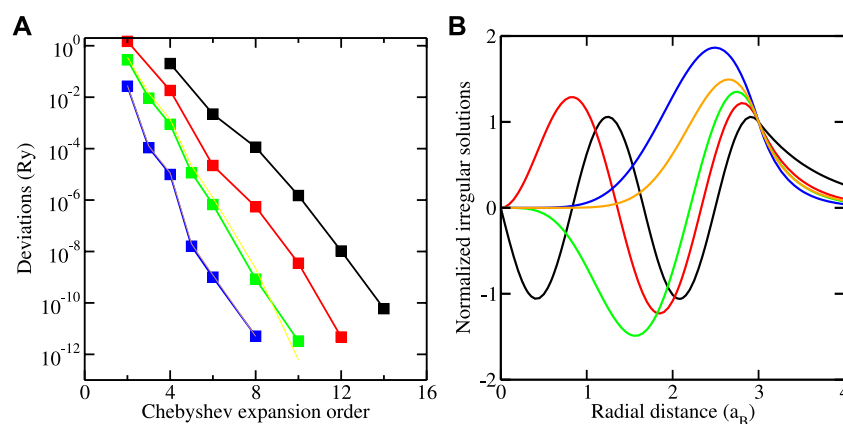 A
B
Deviations (Ry)
10^0
10^-2
10^-4
10^-6
10^-8
10^-10
10^-12
0 4 8 12 16
Chebyshev expansion order
Normalized irregular solutions
2
1
0
-1
-2
0 1 2 3 4
Radial distance (a_B)